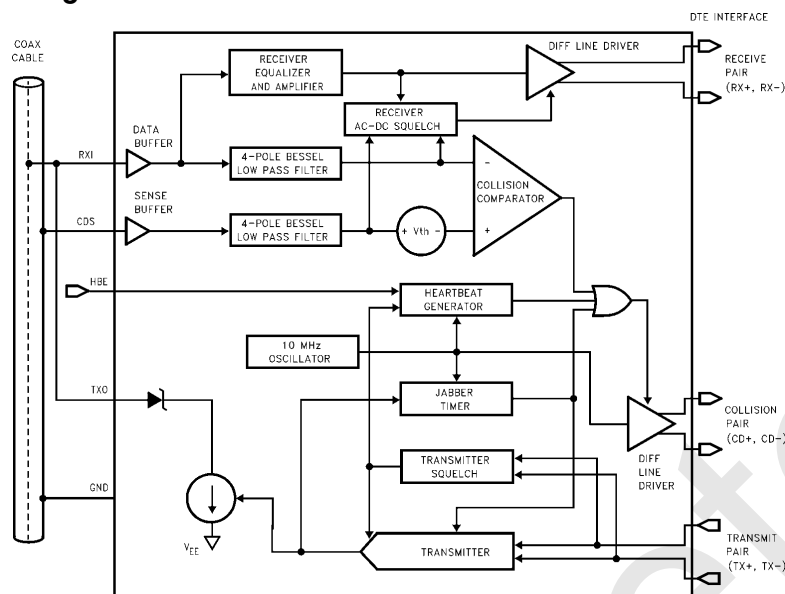 DTE INTERFACE
COAX
CABLE
RECEIVER
EQUALIZER
AND AMPLIFIER
DIFF LINE DRIVER
RECEIVE
PAIR
(RX+, RX-)
RECEIVER
AC-DC SQUELCH
DATA
BUFFER
RXI
4-POLE BESSEL
LOW PASS FILTER
-
COLLISION
COMPARATOR
+
SENSE
BUFFER
CDS
4-POLE BESSEL
LOW PASS FILTER
+ Vth -
HBE
HEARTBEAT
GENERATOR
10 MHz
OSCILLATOR
TXO
JABBER
TIMER
COLLISION
PAIR
(CD+, CD-)
DIFF
LINE
DRIVER
TRANSMITTER
SQUELCH
GND
VEE
TRANSMITTER
TRANSMIT
PAIR
(TX+, TX-)